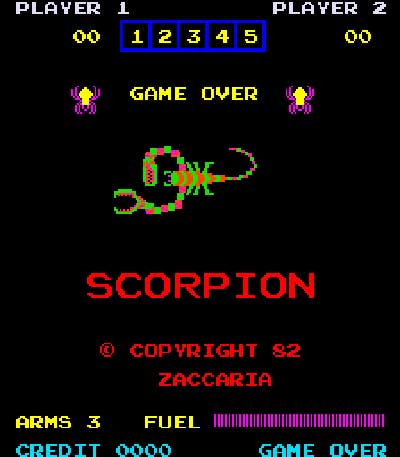 PLAYER 1 PLAYER 2
00 1 2 3 4 5 00
GAME OVER
SCORPION
© COPYRIGHT 82
ZACCARIA
ARMS 3 FUEL
CREDIT 0000 GAME OVER